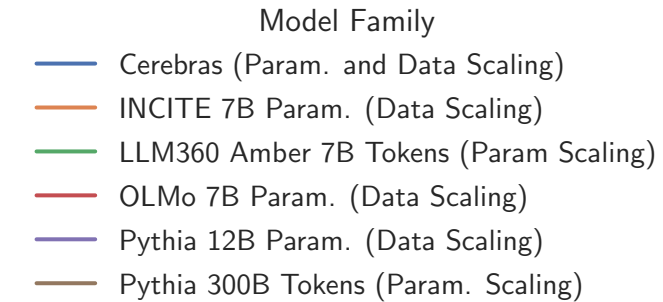 Model Family
Cerebras (Param. and Data Scaling)
INCITE 7B Param. (Data Scaling)
LLM360 Amber 7B Tokens (Param Scaling)
OLMo 7B Param. (Data Scaling)
Pythia 12B Param. (Data Scaling)
Pythia 300B Tokens (Param. Scaling)